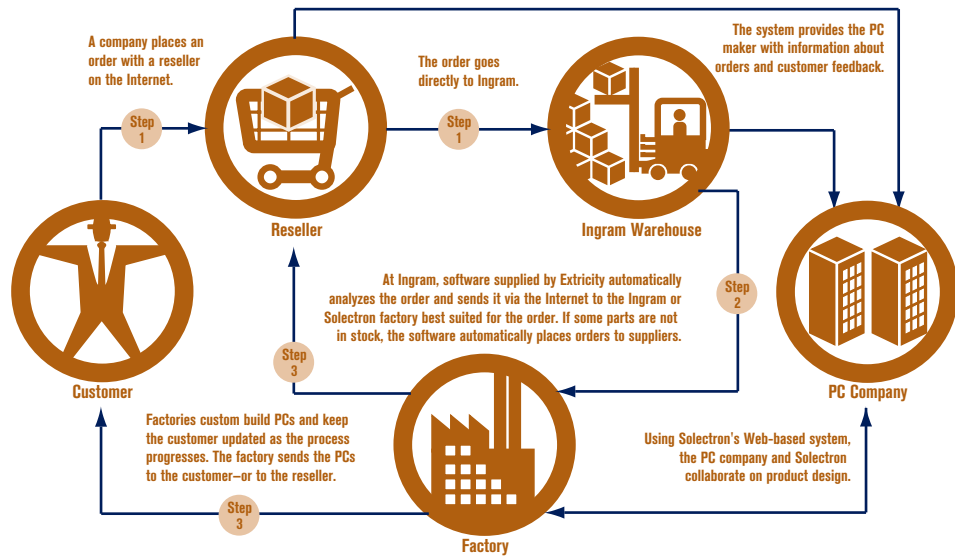 A company places an
order with a reseller
on the Internet.
The order goes
directly to Ingram.
The system provides the PC
maker with information about
orders and customer feedback.
Step
1
Step
1
Reseller
Ingram Warehouse
At Ingram, software supplied by Extricity automatically
analyzes the order and sends it via the Internet to the Ingram or
Solectron factory best suited for the order. If some parts are not
in stock, the software automatically places orders to suppliers.
Step
2
Step
3
Customer
PC Company
Factories custom build PCs and keep
the customer updated as the process
progresses. The factory sends the PCs
to the customer–or to the reseller.
Using Solectron's Web-based system,
the PC company and Solectron
collaborate on product design.
Step
3
Factory